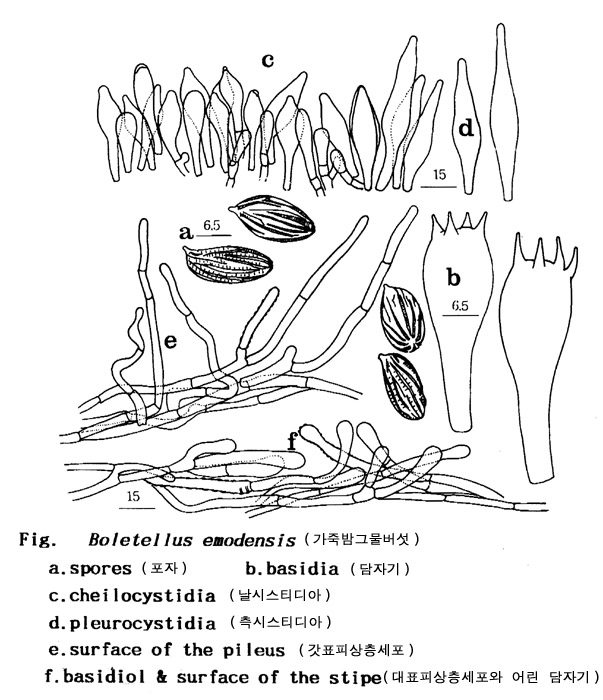 c
d
15
a 6.5
b
6.5
e
f
15
Fig. Boletellus emodensis (가죽밤그물버섯)
a.spores (포자) b.basidia (담자기)
c.cheilocystidia (날시스티디아)
d.pleurocystidia (측시스티디아)
e.surface of the pileus (갓표피상층세포)
f.basidiol & surface of the stipe(대표피상층세포와 어린 담자기)